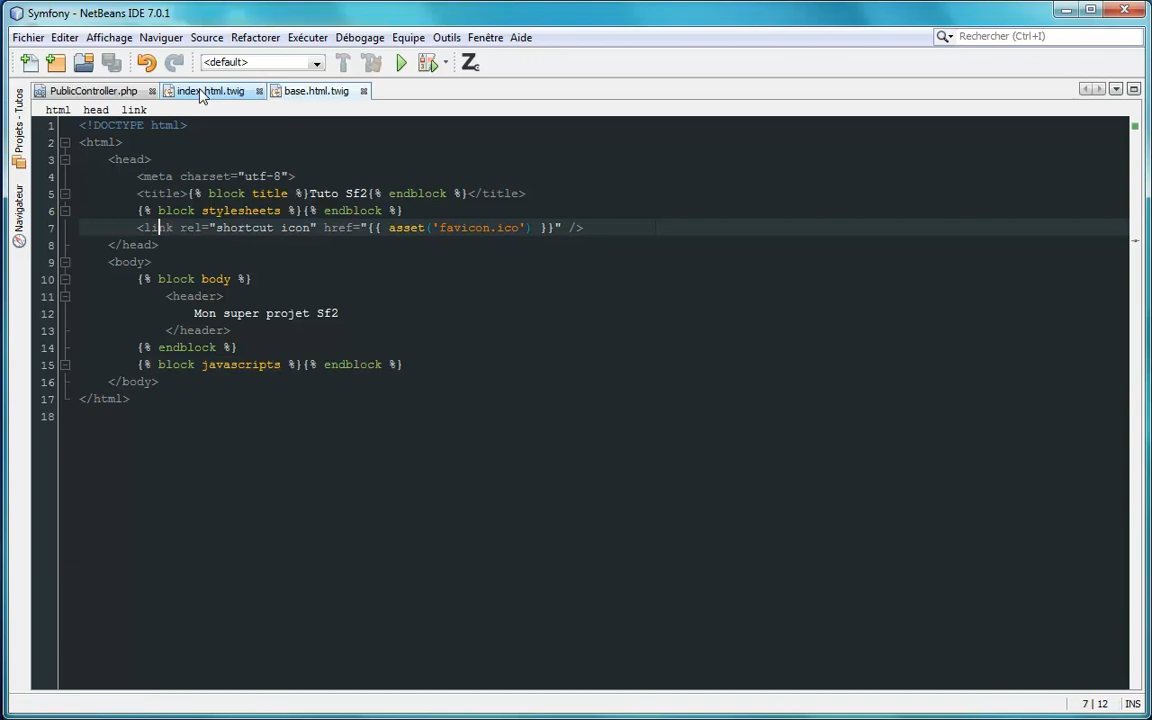 Symfony - NetBeans IDE 7.0.1
Fichier Editer Affichage Naviguer Source Refactorer Exécuter Débogage Equipe Outils Fenêtre Aide
Rechercher (Ctrl+I)
<default>
PublicController.php index.html.twig base.html.twig
html head link
Projets - Tutos
Navigateur
1 <!DOCTYPE html>
2 <html>
3 <head>
4 <meta charset="utf-8">
5 <title>{% block title %}Tuto Sf2{% endblock %}</title>
6 {% block stylesheets %}{% endblock %}
7 <link rel="shortcut icon" href="{{ asset('favicon.ico') }}" />
8 </head>
9 <body>
10 {% block body %}
11 <header>
12 Mon super projet Sf2
13 </header>
14 {% endblock %}
15 {% block javascripts %}{% endblock %}
16 </body>
17 </html>
18
7 | 12 INS